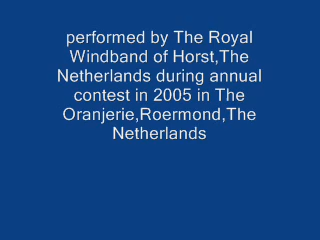 performed by The Royal
Windband of Horst,The
Netherlands during annual
contest in 2005 in The
Oranjerie,Roermond,The
Netherlands